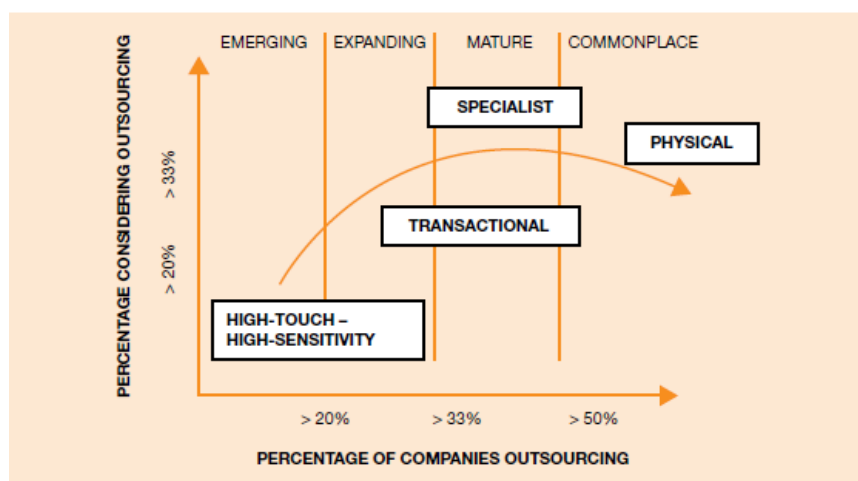 EMERGING
EXPANDING
MATURE
COMMONPLACE
PERCENTAGE CONSIDERING OUTSOURCING
> 33%
> 20%
SPECIALIST
PHYSICAL
TRANSACTIONAL
HIGH-TOUCH –
HIGH-SENSITIVITY
> 20%
> 33%
> 50%
PERCENTAGE OF COMPANIES OUTSOURCING